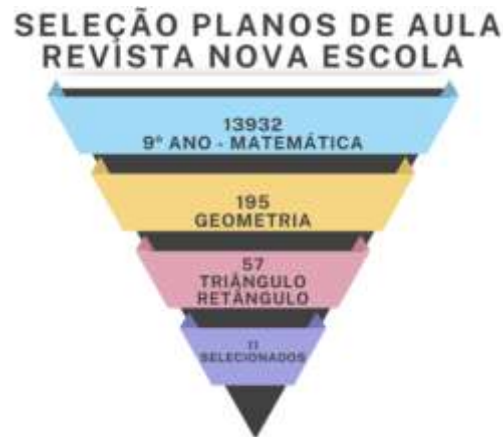 SELEÇÃO PLANOS DE AULA
REVISTA NOVA ESCOLA
13932
9º ANO - MATEMÁTICA
195
GEOMETRIA
57
TRIÂNGULO
RETÂNGULO
11
SELECIONADOS